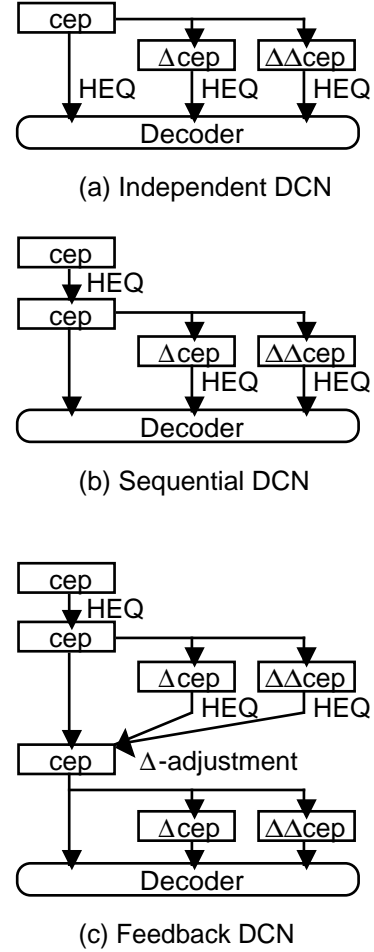 cep
Δcep ΔΔcep
HEQ HEQ HEQ
Decoder
(a) Independent DCN
cep
HEQ
cep
Δcep ΔΔcep
HEQ HEQ
Decoder
(b) Sequential DCN
cep
HEQ
cep
Δcep ΔΔcep
HEQ HEQ
cep Δ-adjustment
Δcep ΔΔcep
Decoder
(c) Feedback DCN